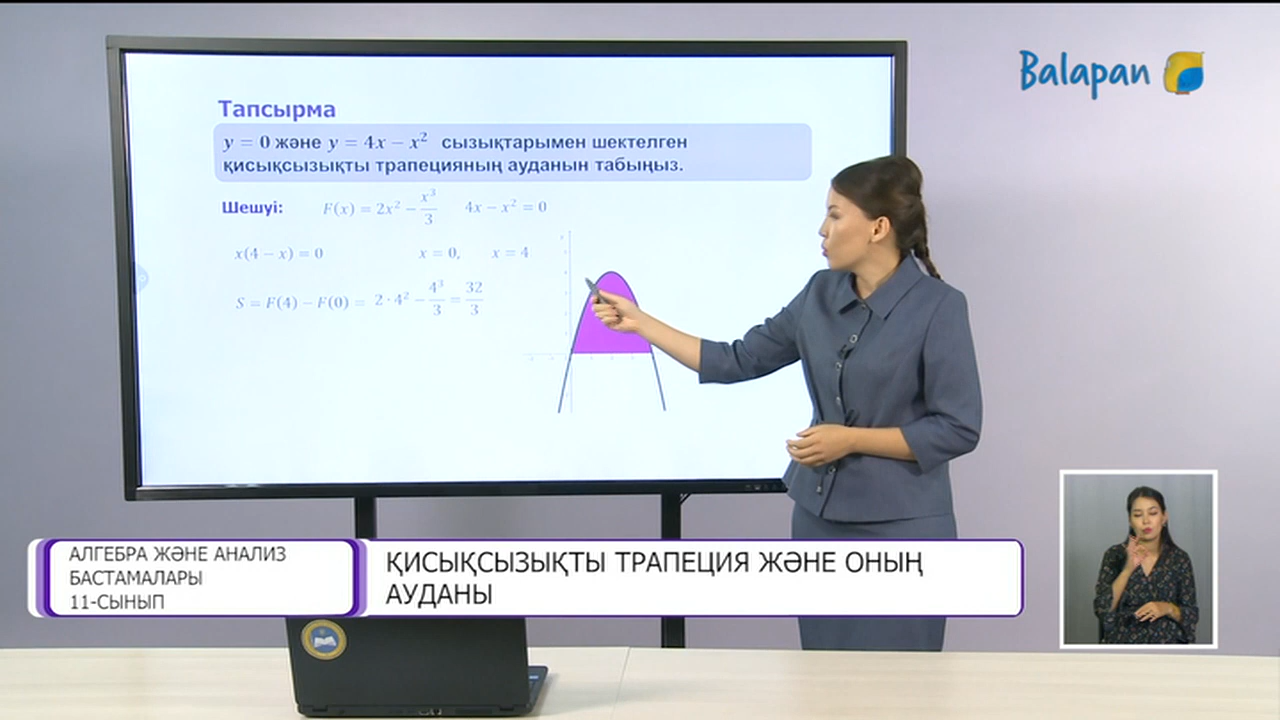 Balapan
Тапсырма
y = 0 және y = 4x − x² сызықтарымен шектелген
қисықсызықты трапецияның ауданын табыңыз.
Шешуі: F(x) = 2x² − x³/3 4x − x² = 0
x(4 − x) = 0 x = 0, x = 4
S = F(4) − F(0) = 2 · 4² − 4³/3 = 32/3
АЛГЕБРА ЖӘНЕ АНАЛИЗ
БАСТАМАЛАРЫ
11-СЫНЫП
ҚИСЫҚСЫЗЫҚТЫ ТРАПЕЦИЯ ЖӘНЕ ОНЫҢ
АУДАНЫ